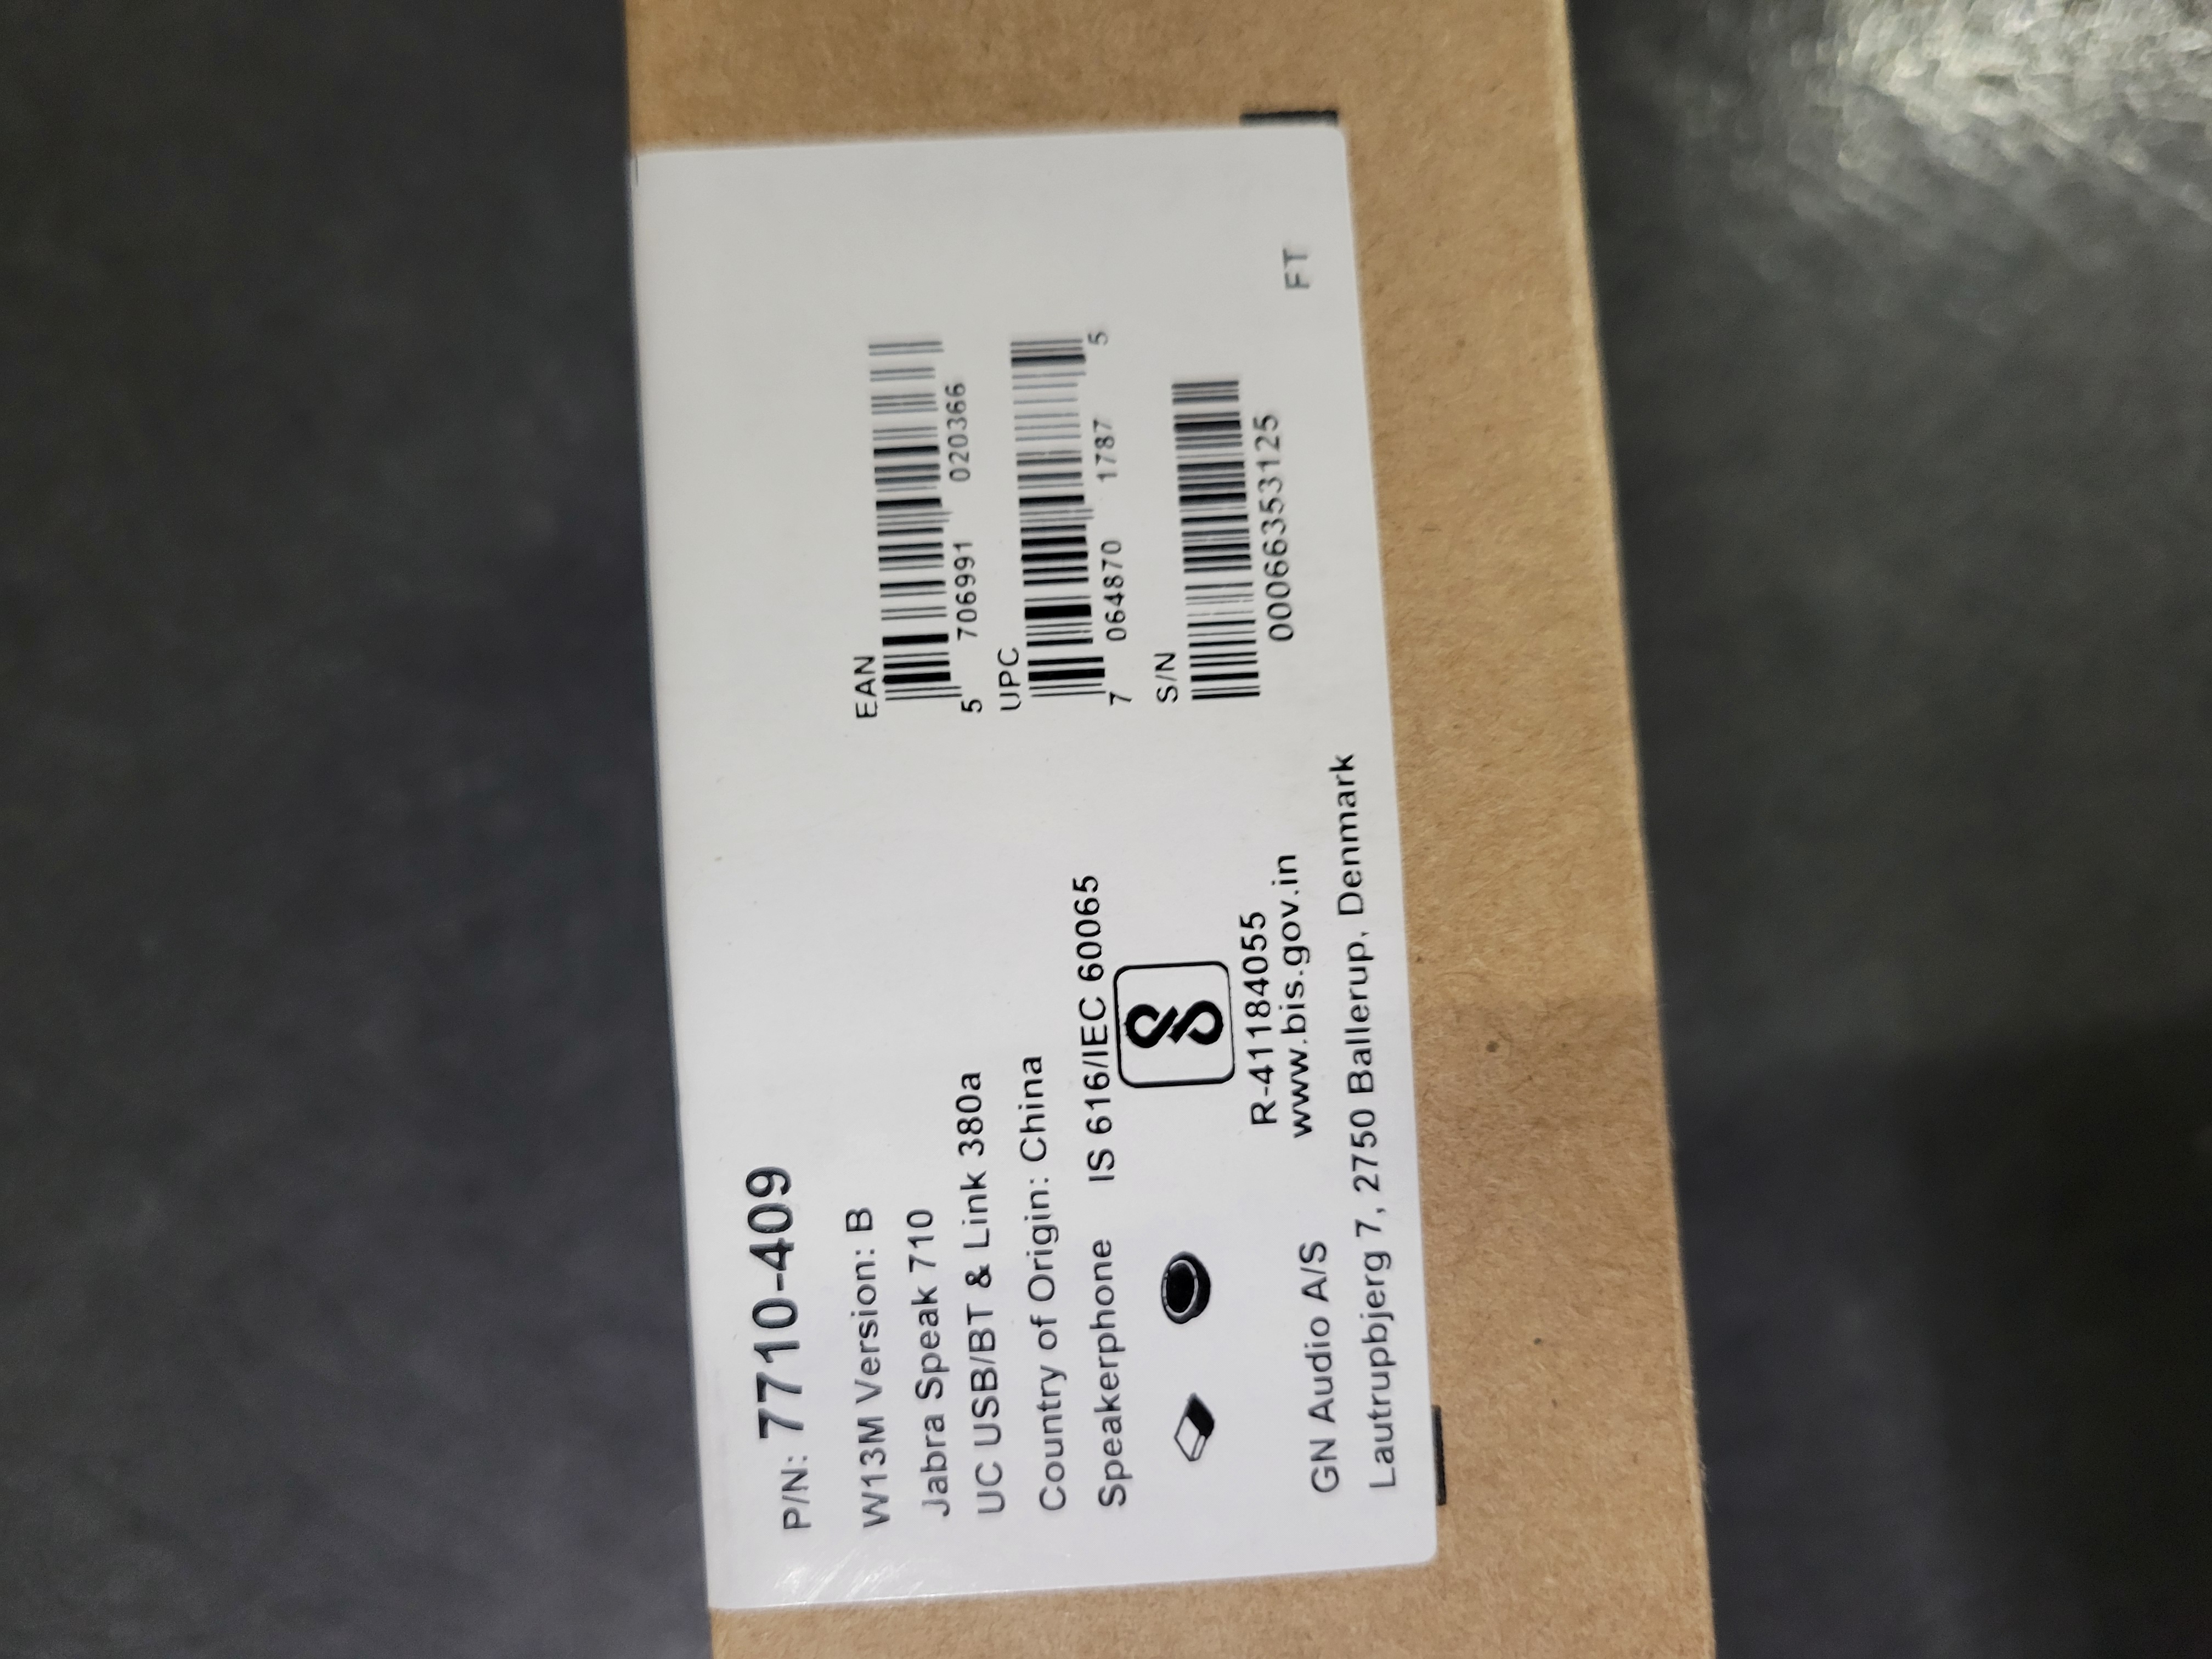 P/N: 7710-409
W13M Version: B
Jabra Speak 710
UC USB/BT & Link 380a
Country of Origin: China
Speakerphone IS 616/IEC 60065
R-41184055
www.bis.gov.in
GN Audio A/S
Lautrupbjerg 7, 2750 Ballerup, Denmark
EAN
5 706991 020366
UPC
7 064870 1787 5
S/N
00066353125
FT